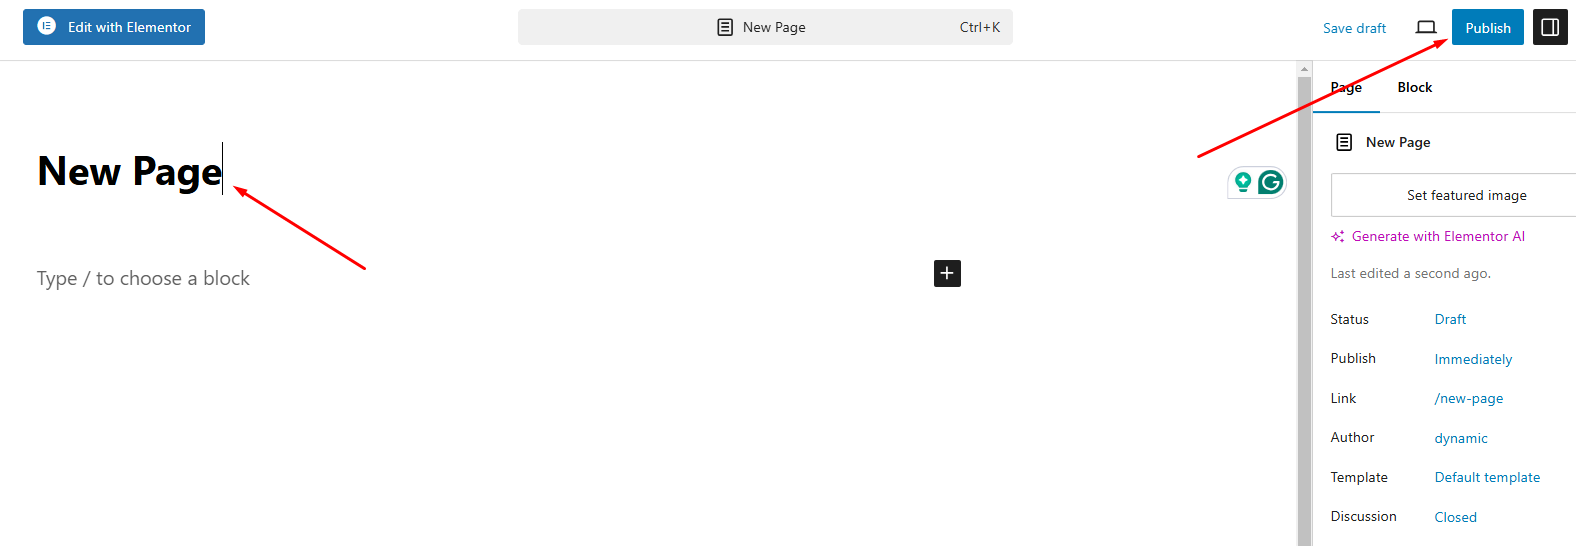 Edit with Elementor
New Page Ctrl+K
Save draft
Publish
New Page
Type / to choose a block
Page Block
New Page
Set featured image
Generate with Elementor AI
Last edited a second ago.
Status Draft
Publish Immediately
Link /new-page
Author dynamic
Template Default template
Discussion Closed